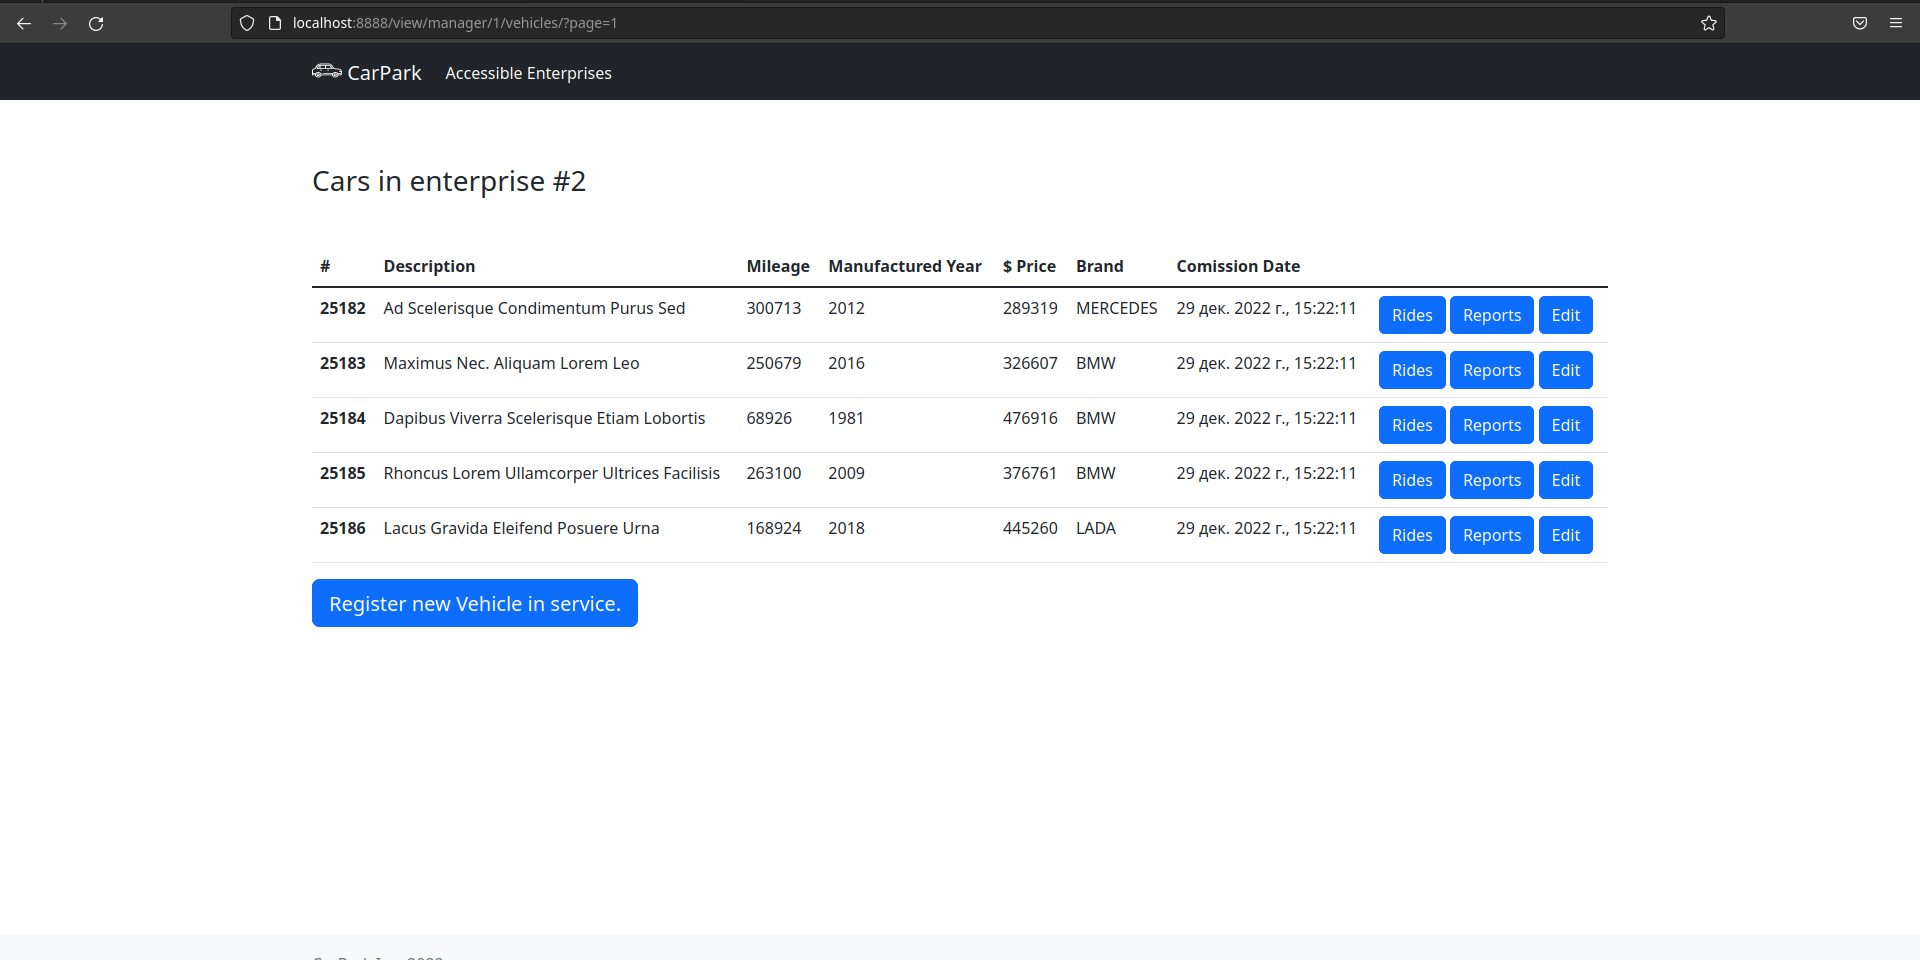 localhost:8888/view/manager/1/vehicles/?page=1
CarPark Accessible Enterprises
Cars in enterprise #2
# Description Mileage Manufactured Year $ Price Brand Comission Date
25182 Ad Scelerisque Condimentum Purus Sed 300713 2012 289319 MERCEDES 29 дек. 2022 г., 15:22:11 Rides Reports Edit
25183 Maximus Nec. Aliquam Lorem Leo 250679 2016 326607 BMW 29 дек. 2022 г., 15:22:11 Rides Reports Edit
25184 Dapibus Viverra Scelerisque Etiam Lobortis 68926 1981 476916 BMW 29 дек. 2022 г., 15:22:11 Rides Reports Edit
25185 Rhoncus Lorem Ullamcorper Ultrices Facilisis 263100 2009 376761 BMW 29 дек. 2022 г., 15:22:11 Rides Reports Edit
25186 Lacus Gravida Eleifend Posuere Urna 168924 2018 445260 LADA 29 дек. 2022 г., 15:22:11 Rides Reports Edit
Register new Vehicle in service.